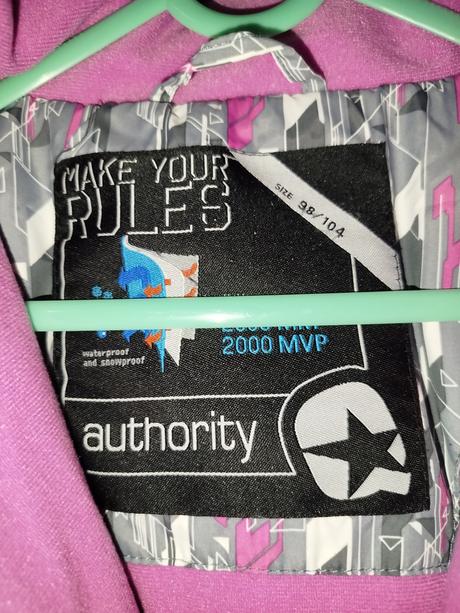 MAKE YOUR
RULES
SIZE 98/104
waterproof
and snowproof
2000 MVP
authority